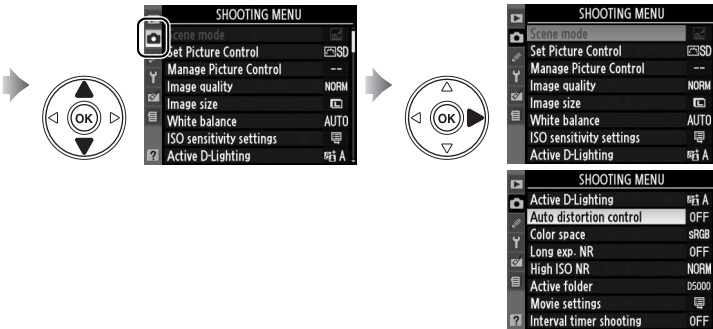 SHOOTING MENU
Scene mode
Set Picture Control SD
Manage Picture Control --
Image quality NORM
Image size L
White balance AUTO
ISO sensitivity settings
Active D-Lighting A
?
OK
SHOOTING MENU
Scene mode
Set Picture Control SD
Manage Picture Control --
Image quality NORM
Image size L
White balance AUTO
ISO sensitivity settings
Active D-Lighting A
OK
SHOOTING MENU
Active D-Lighting A
Auto distortion control OFF
Color space sRGB
Long exp. NR OFF
High ISO NR NORM
Active folder D5000
Movie settings
Interval timer shooting OFF
?